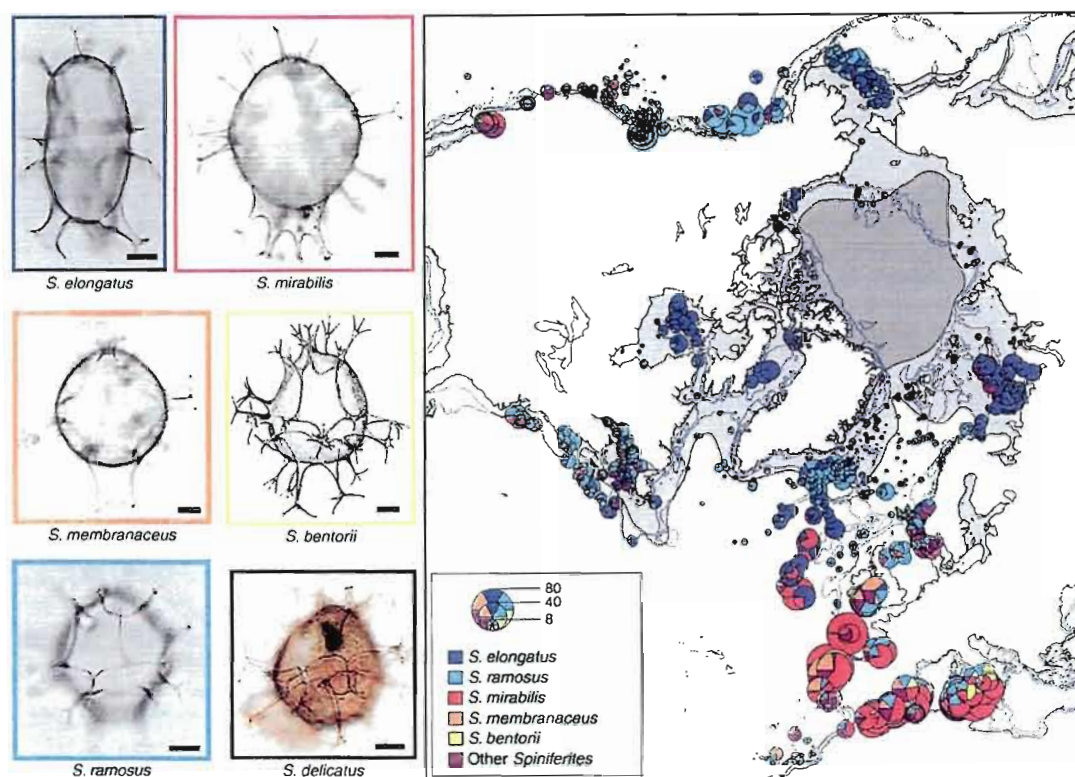 S. elongatus
S. mirabilis
S. membranaceus
S. bentorii
S. ramosus
S. delicatus
80
40
8
S. elongatus
S. ramosus
S. mirabilis
S. membranaceus
S. bentorii
Other Spiniferites